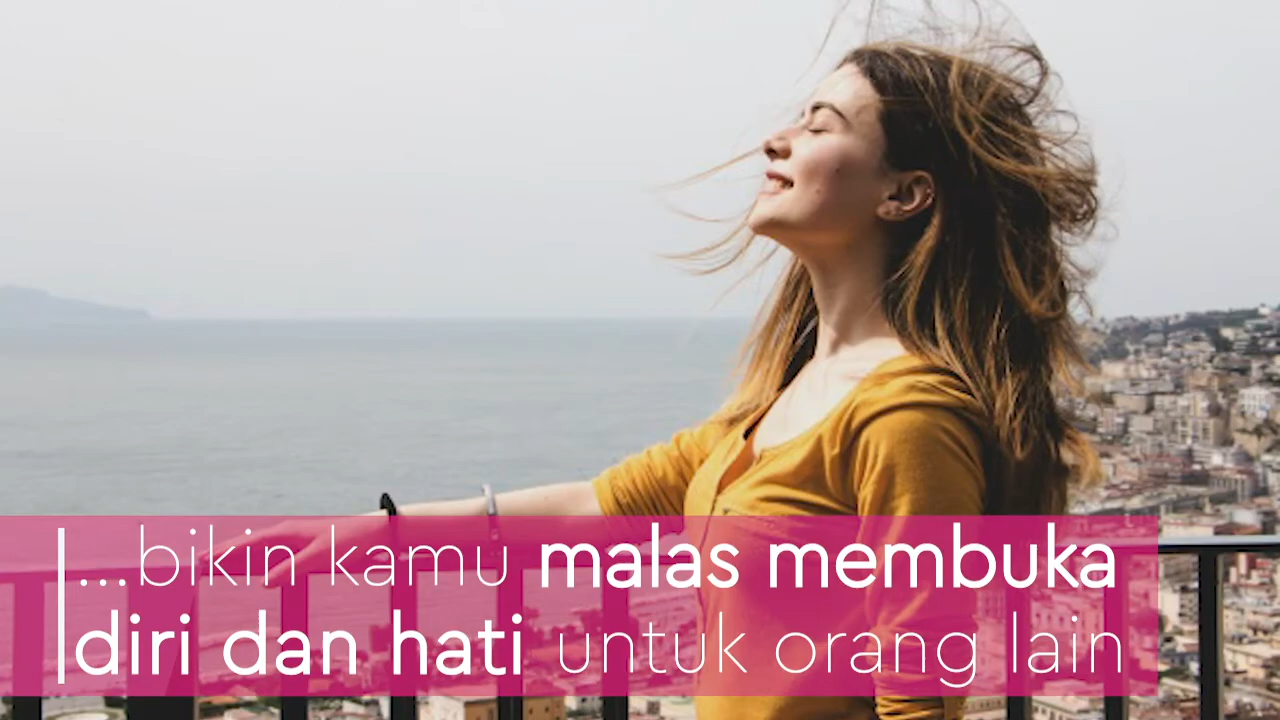 ...bikin kamu malas membuka
diri dan hati untuk orang lain